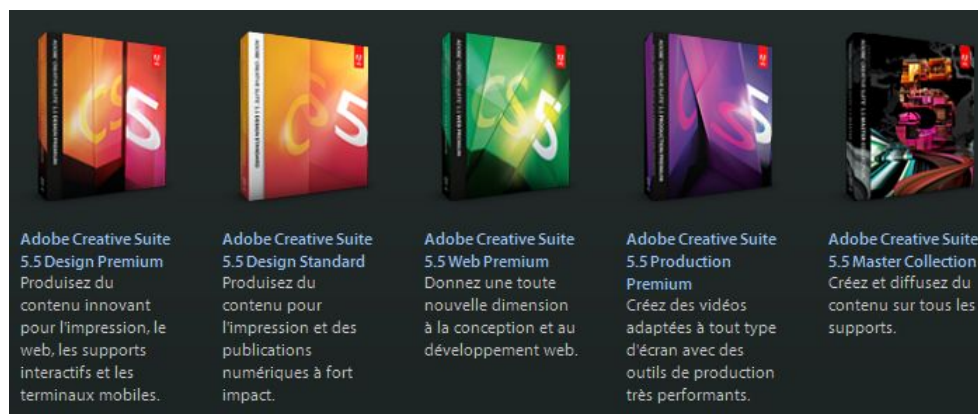 Adobe Creative Suite
5.5 Design Premium
Produisez du
contenu innovant
pour l'impression, le
web, les supports
interactifs et les
terminaux mobiles.
Adobe Creative Suite
5.5 Design Standard
Produisez du
contenu pour
l'impression et des
publications
numériques à fort
impact.
Adobe Creative Suite
5.5 Web Premium
Donnez une toute
nouvelle dimension
à la conception et au
développement web.
Adobe Creative Suite
5.5 Production
Premium
Créez des vidéos
adaptées à tout type
d'écran avec des
outils de production
très performants.
Adobe Creative Suite
5.5 Master Collection
Créez et diffusez du
contenu sur tous les
supports.
CS5
CS5
CS5
CS5